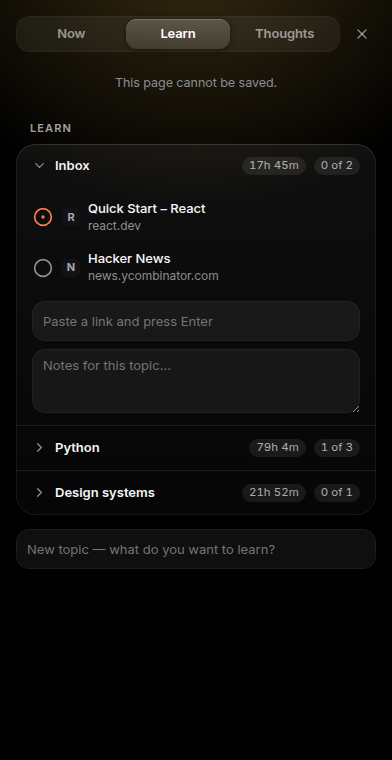 Now Learn Thoughts
This page cannot be saved.
LEARN
Inbox 17h 45m 0 of 2
R Quick Start – React
react.dev
N Hacker News
news.ycombinator.com
Paste a link and press Enter
Notes for this topic...
Python 79h 4m 1 of 3
Design systems 21h 52m 0 of 1
New topic — what do you want to learn?